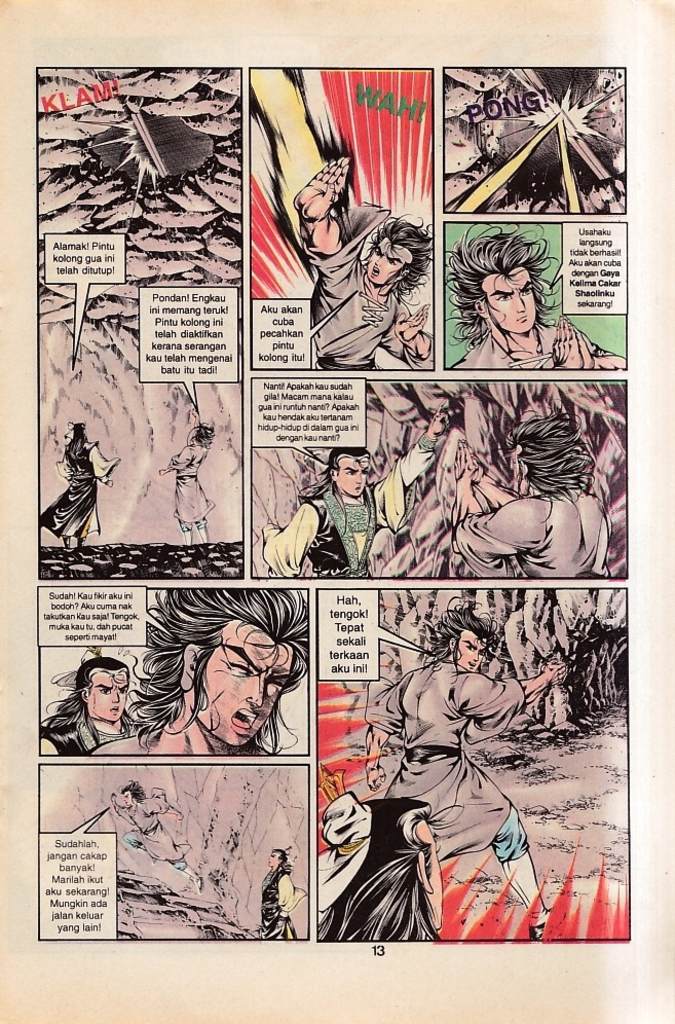 KLAM!
Alamak! Pintu
kolong gua ini
telah ditutup!
Pondan! Engkau
ini memang teruk!
Pintu kolong ini
telah diaktifkan
kerana serangan
kau telah mengenai
batu itu tadi!
WAH!
Aku akan
cuba
pecahkan
pintu
kolong itu!
PONG!
Usahaku
langsung
tidak berhasil!
Aku akan cuba
dengan Gaya
Kelima Cakar
Shaolinku
sekarang!
Nanti! Apakah kau sudah
gila! Macam mana kalau
gua ini runtuh nanti? Apakah
kau hendak aku tertanam
hidup-hidup di dalam gua ini
dengan kau nanti?
Sudah! Kau fikir aku ini
bodoh? Aku cuma nak
takutkan kau saja! Tengok,
muka kau tu, dah pucat
seperti mayat!
Hah,
tengok!
Tepat
sekali
terkaan
aku ini!
Sudahlah,
jangan cakap
banyak!
Marilah ikut
aku sekarang!
Mungkin ada
jalan keluar
yang lain!
13